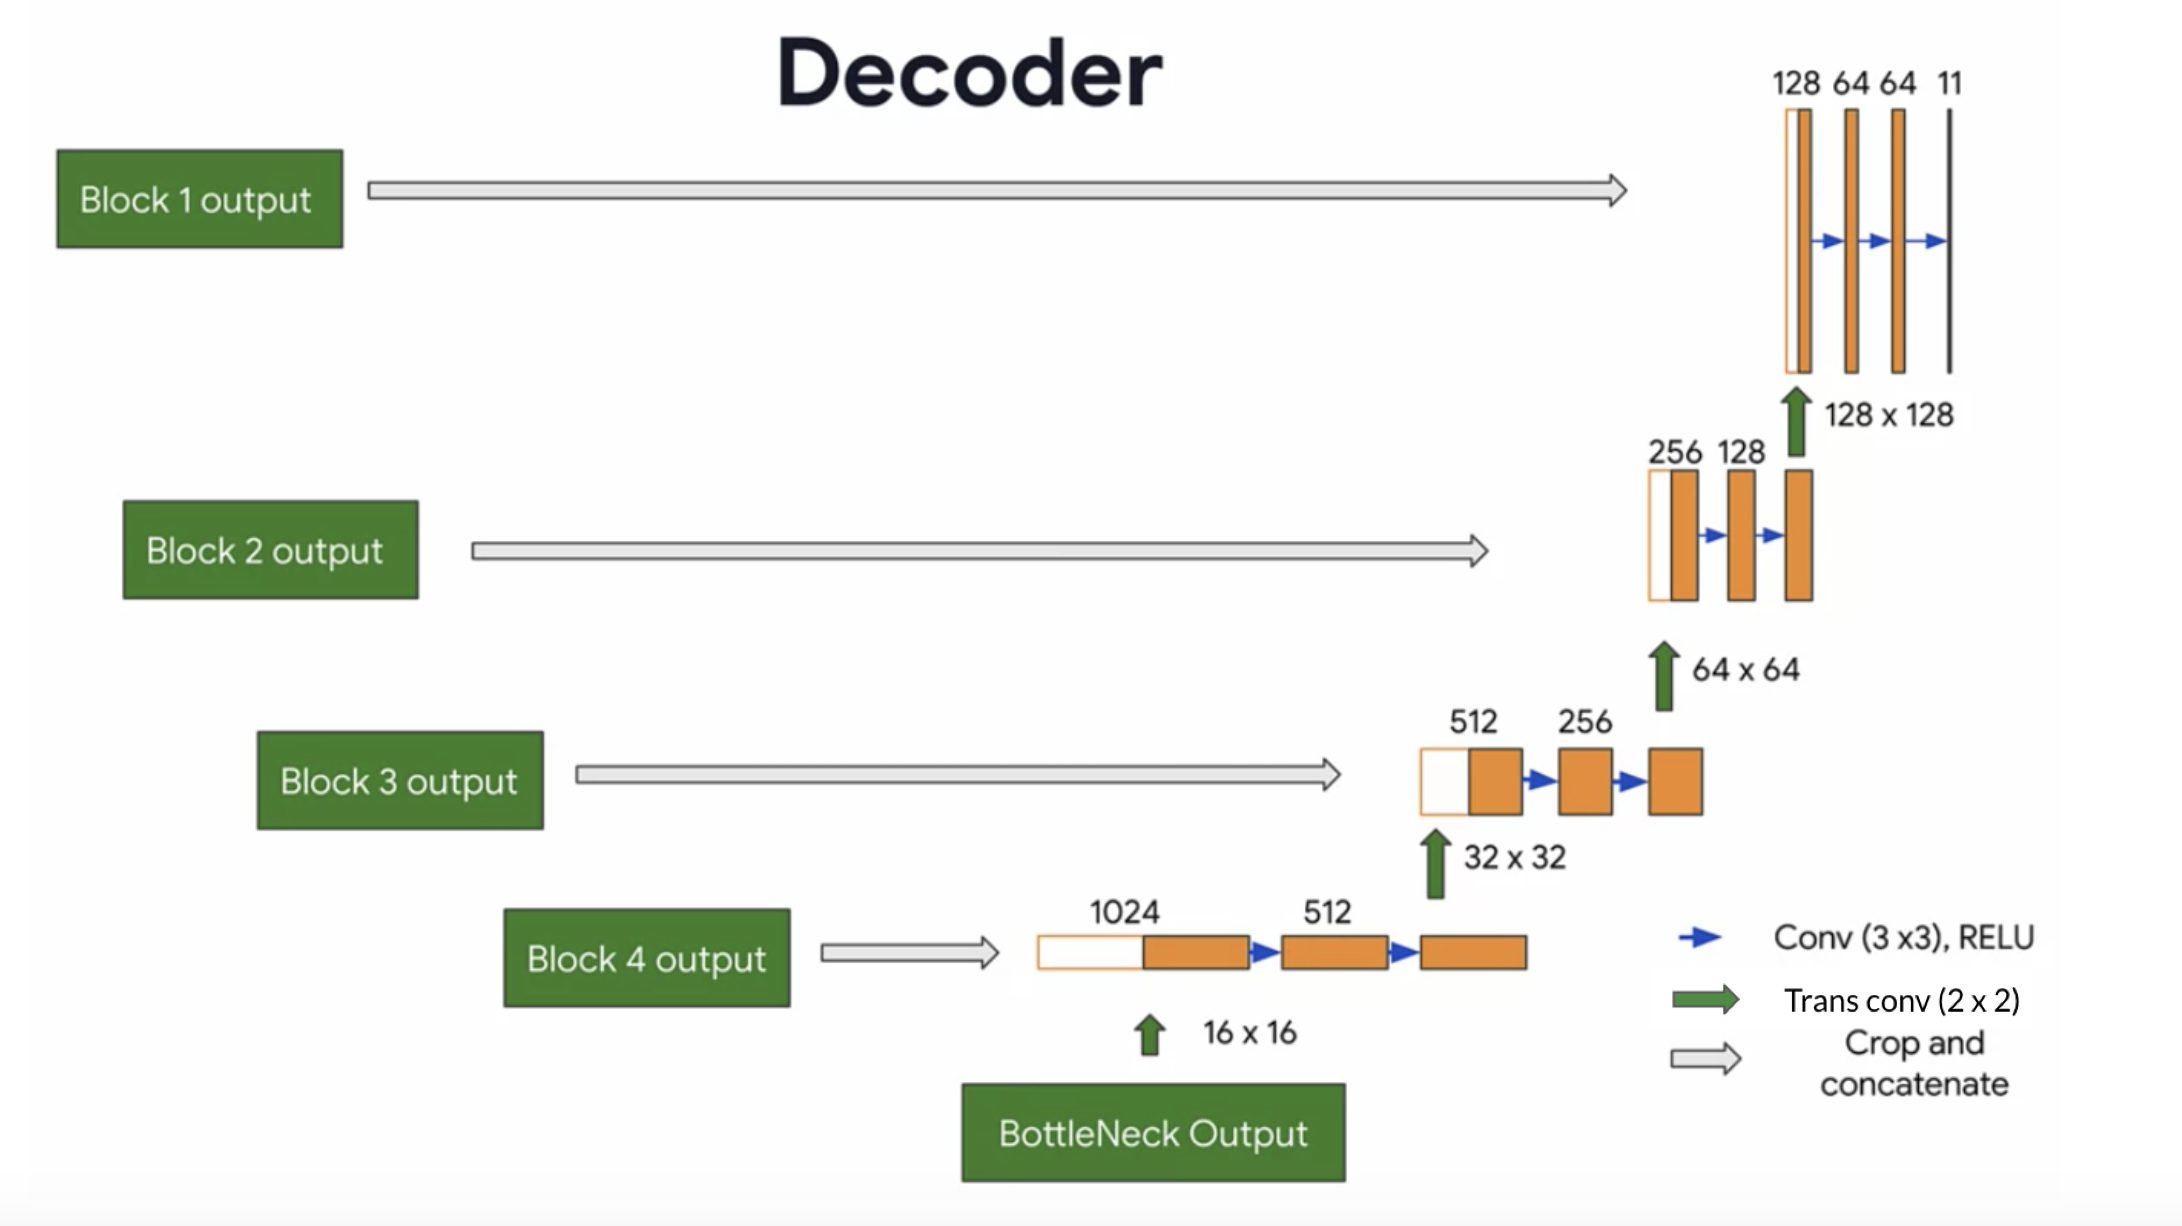 Decoder
128 64 64 11
Block 1 output
128 x 128
256 128
Block 2 output
64 x 64
512 256
Block 3 output
32 x 32
1024 512
Block 4 output
Conv (3 x3), RELU
Trans conv (2 x 2)
Crop and
concatenate
16 x 16
BottleNeck Output